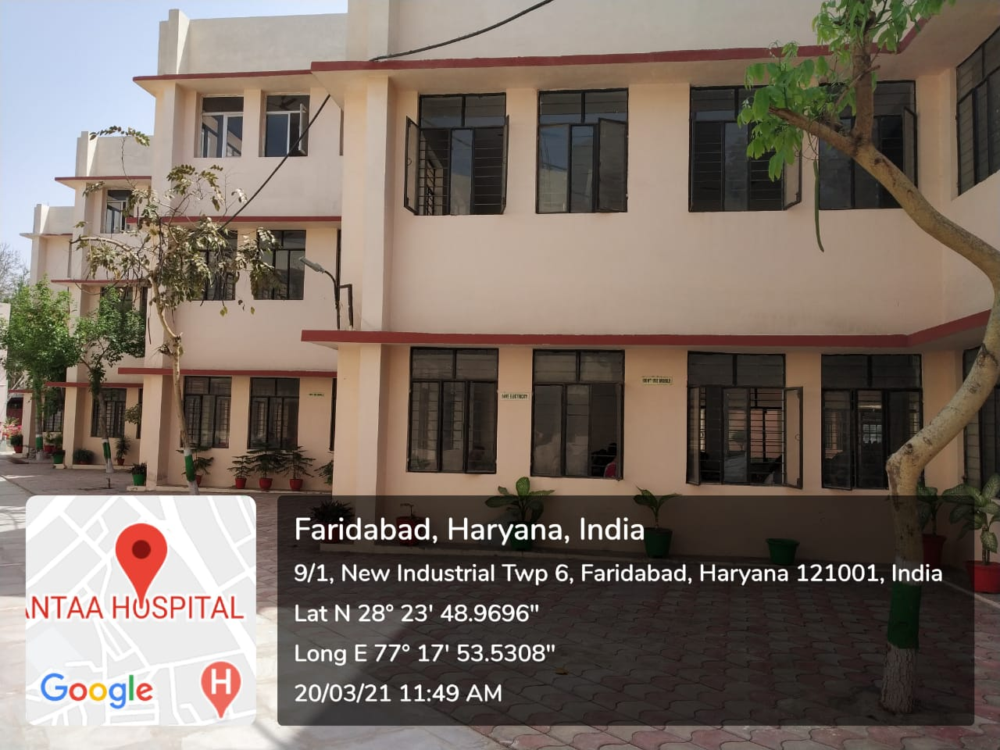 SAVE ELECTRICITY
DON'T USE MOBILE
ANTAA HOSPITAL
Google
H
Faridabad, Haryana, India
9/1, New Industrial Twp 6, Faridabad, Haryana 121001, India
Lat N 28° 23' 48.9696"
Long E 77° 17' 53.5308"
20/03/21 11:49 AM